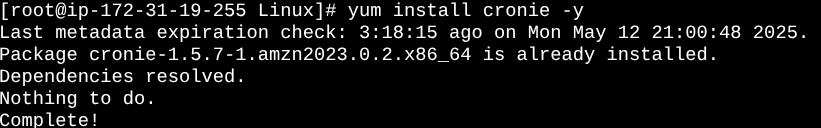 [root@ip-172-31-19-255 Linux]# yum install cronie -y
Last metadata expiration check: 3:18:15 ago on Mon May 12 21:00:48 2025.
Package cronie-1.5.7-1.amzn2023.0.2.x86_64 is already installed.
Dependencies resolved.
Nothing to do.
Complete!